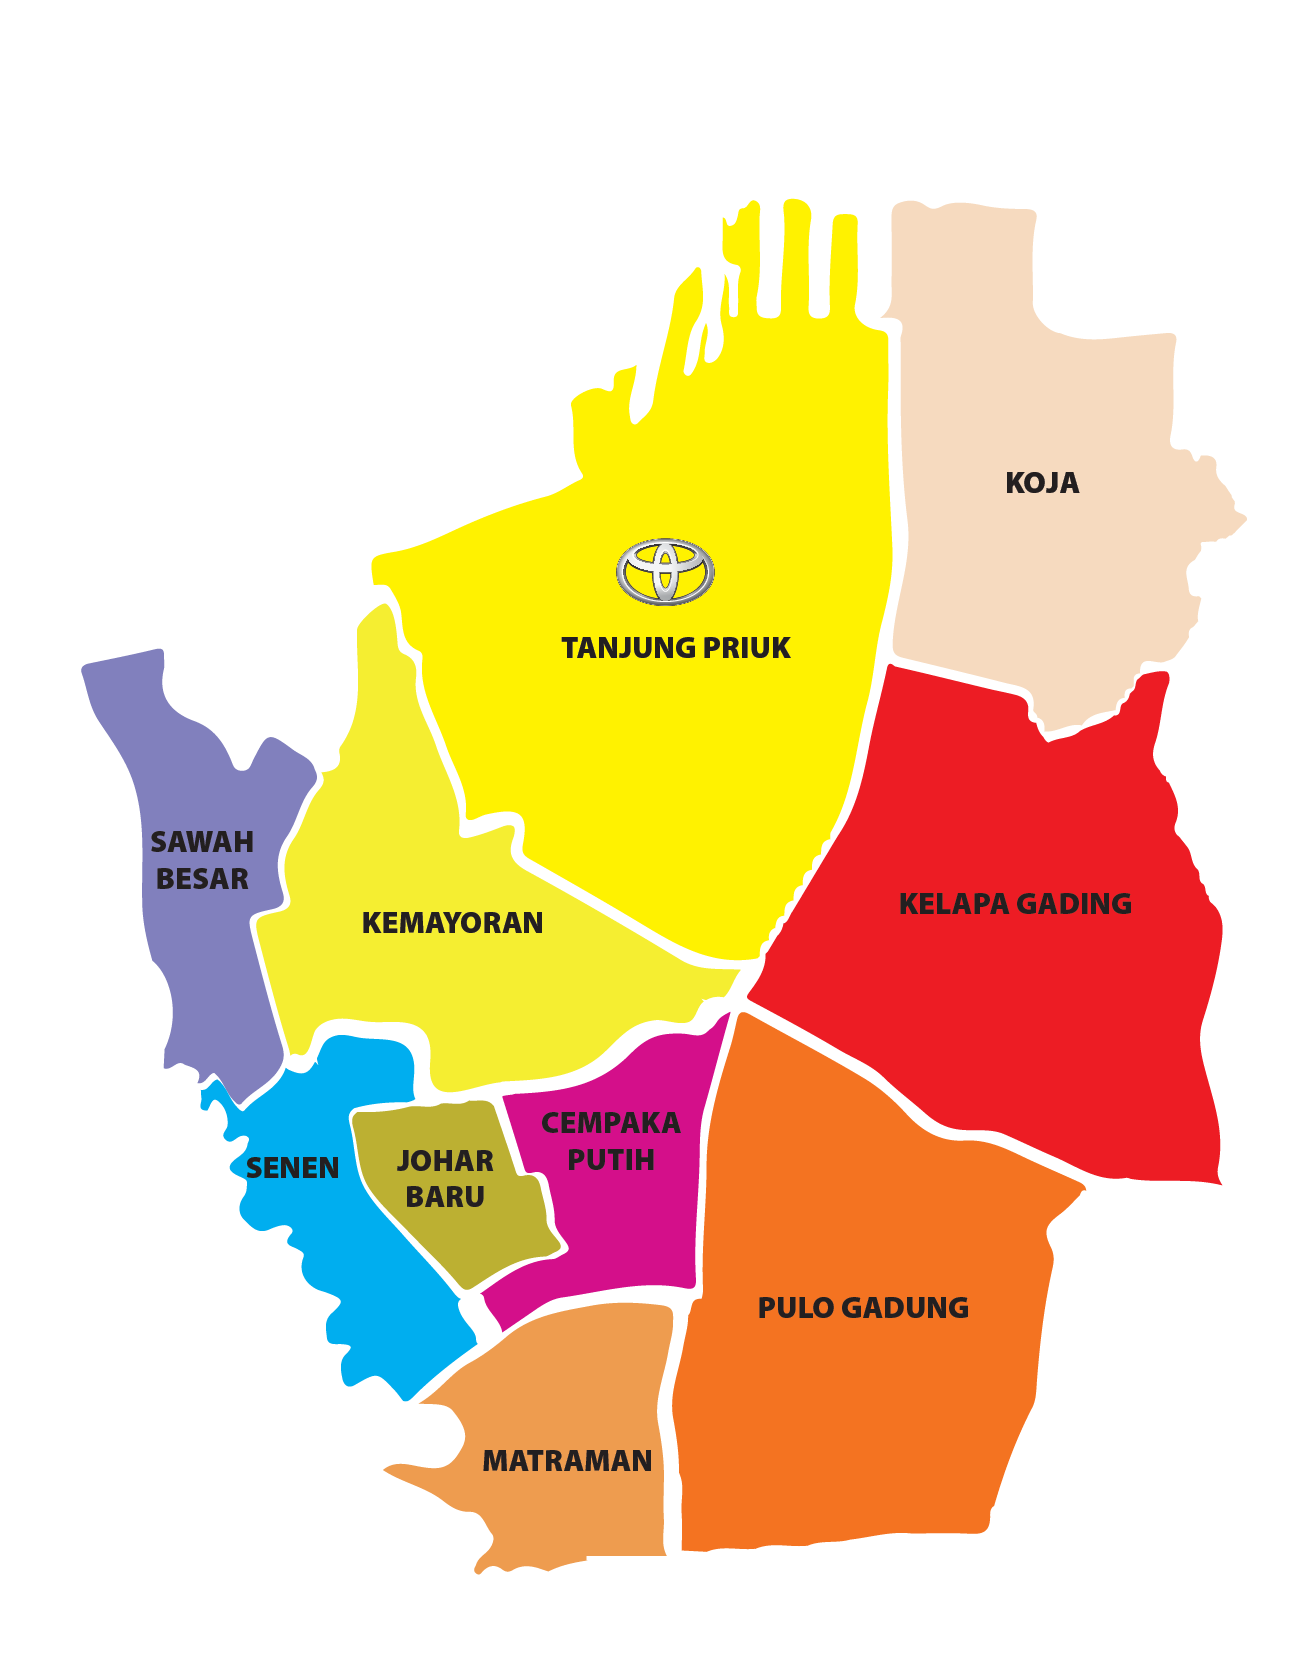 KOJA
TANJUNG PRIUK
SAWAH
BESAR
KELAPA GADING
KEMAYORAN
CEMPAKA
PUTIH
SENEN
JOHAR
BARU
PULO GADUNG
MATRAMAN